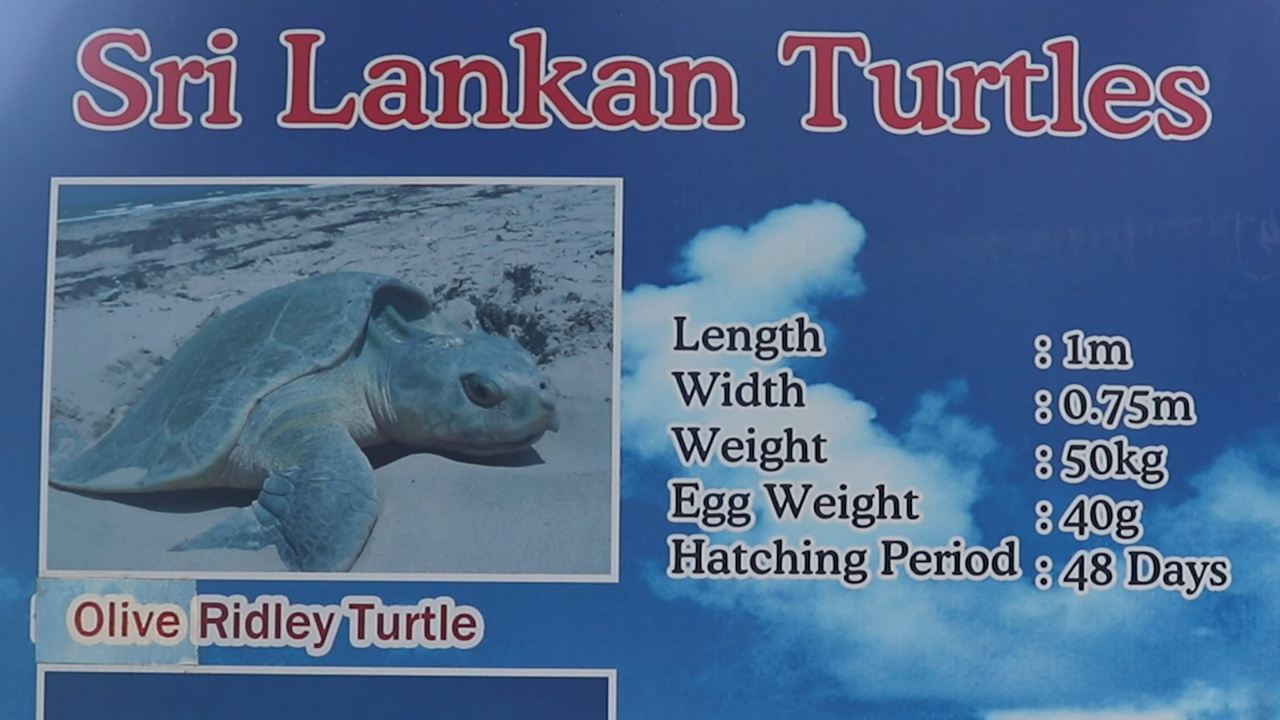 Sri Lankan Turtles
Length : 1m
Width : 0.75m
Weight : 50kg
Egg Weight : 40g
Hatching Period : 48 Days
Olive Ridley Turtle